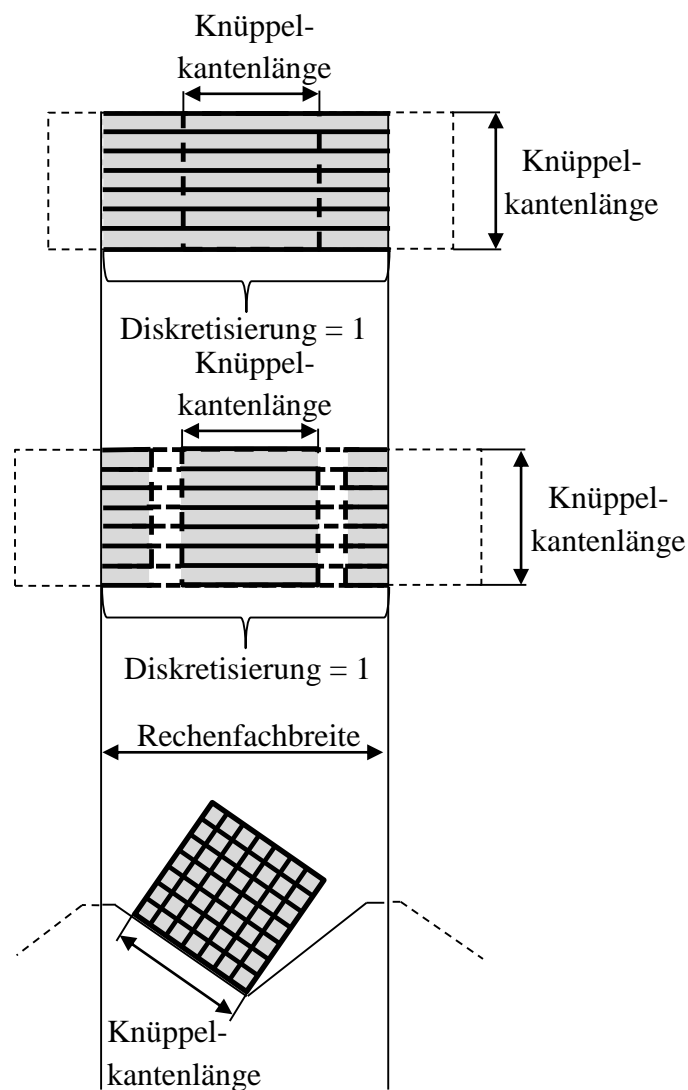 Knüppel-
kantenlänge
Knüppel-
kantenlänge
Diskretisierung = 1
Knüppel-
kantenlänge
Knüppel-
kantenlänge
Diskretisierung = 1
Rechenfachbreite
Knüppel-
kantenlänge